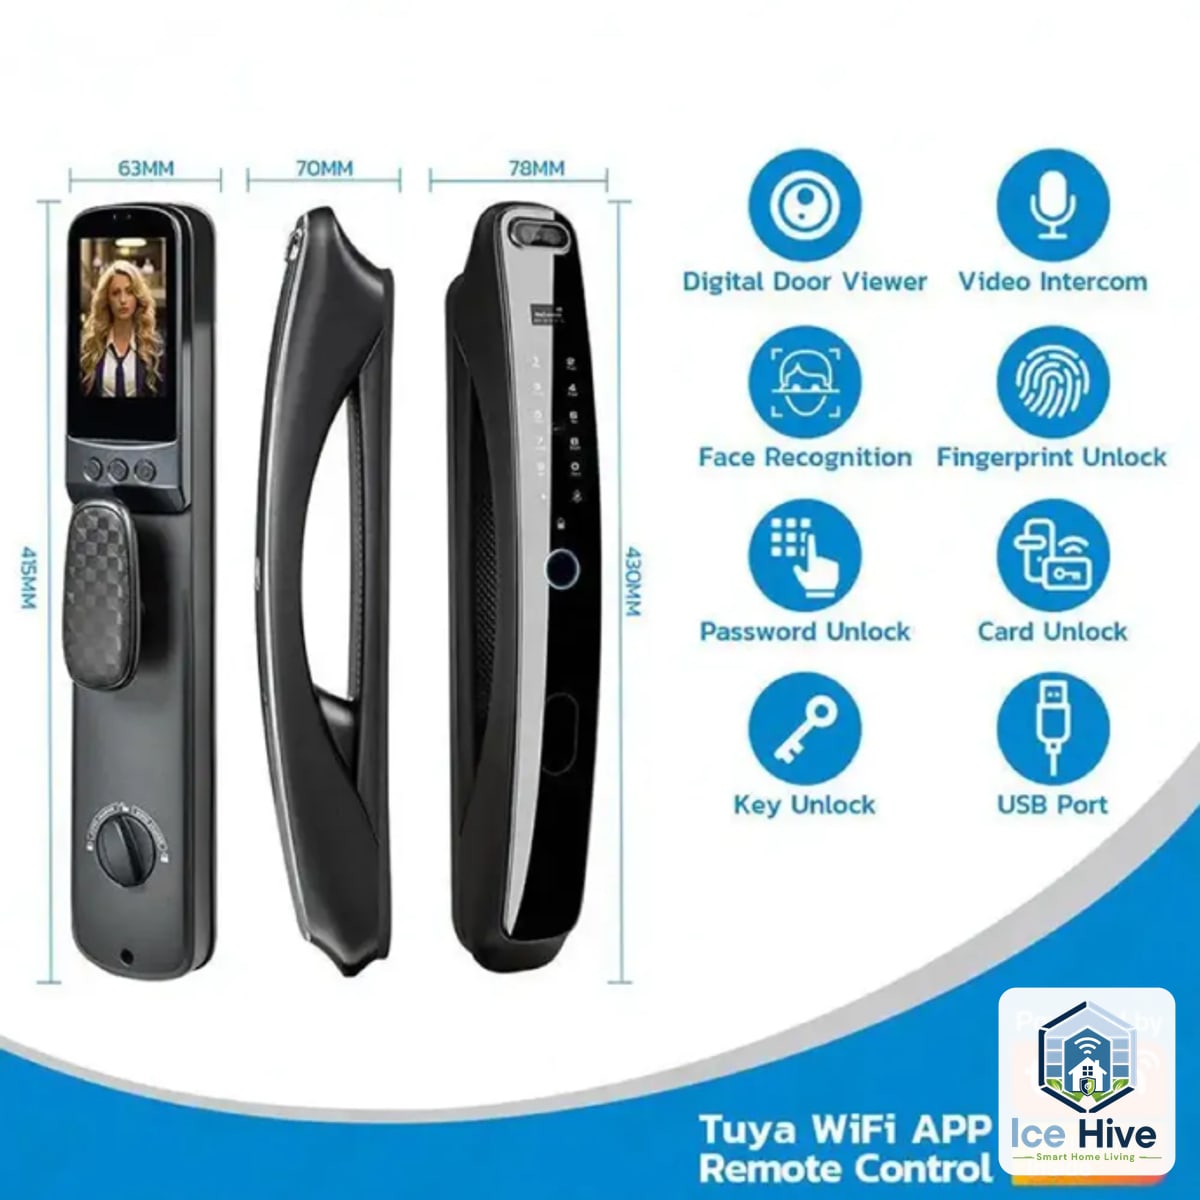 63MM
70MM
78MM
415MM
430MM
Digital Door Viewer
Video Intercom
Face Recognition
Fingerprint Unlock
Password Unlock
Card Unlock
Key Unlock
USB Port
Tuya WiFi APP
Remote Control
Ice Hive
Smart Home Living